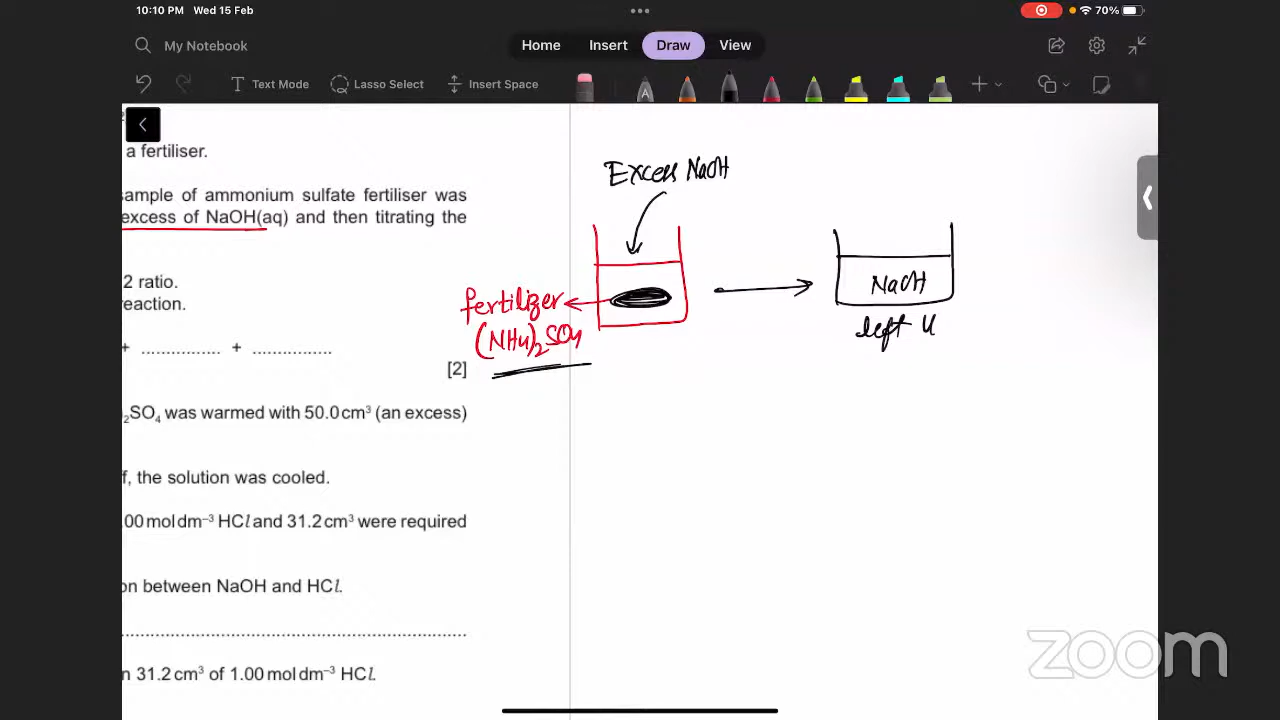 10:10 PM Wed 15 Feb
70%
My Notebook
Home Insert Draw View
Text Mode Lasso Select Insert Space
a fertiliser.
sample of ammonium sulfate fertiliser was
excess of NaOH(aq) and then titrating the
2 ratio.
reaction.
+ ................ + ................
[2]
₂SO₄ was warmed with 50.0 cm³ (an excess)
f, the solution was cooled.
.00 mol dm⁻³ HCl and 31.2 cm³ were required
on between NaOH and HCl.
n 31.2 cm³ of 1.00 mol dm⁻³ HCl.
Excess NaOH
fertilizer
(NH4)2SO4
NaOH
left U
zoom